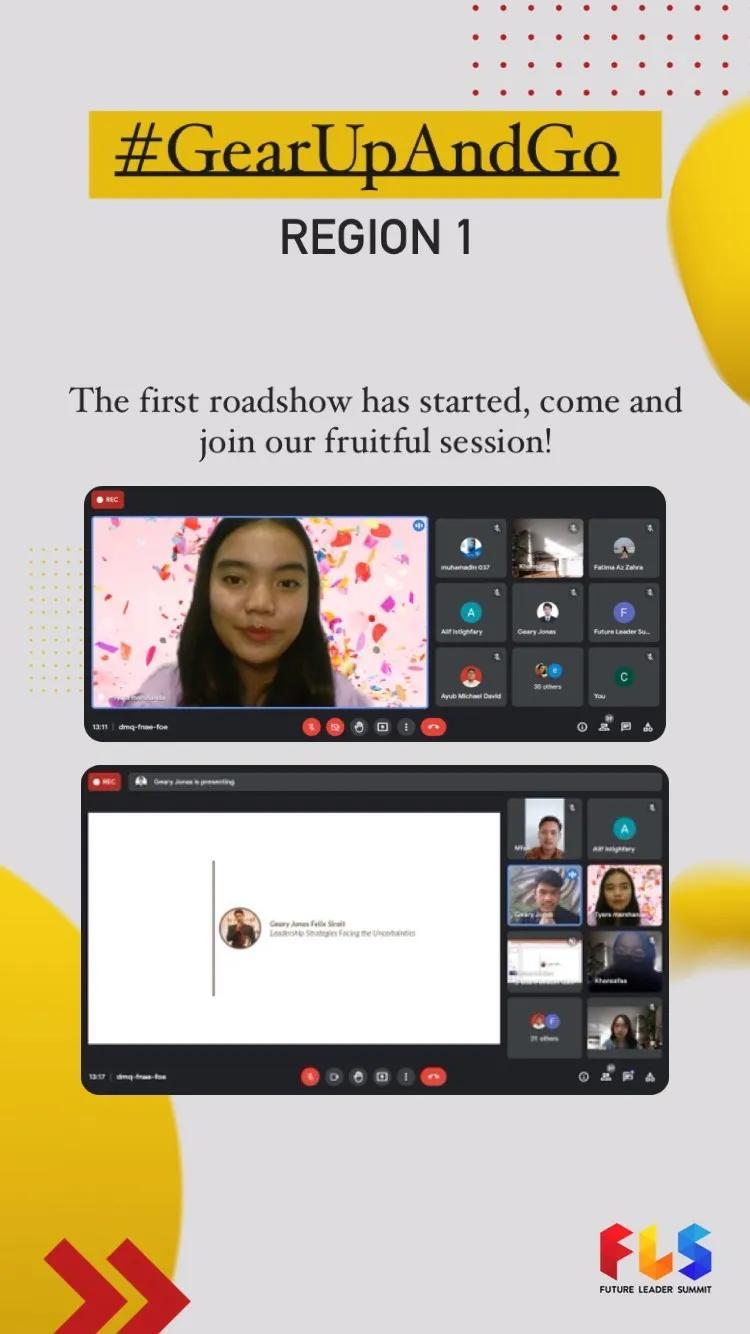 #GearUpAndGo
REGION 1
The first roadshow has started, come and
join our fruitful session!
REC
muhamadin 037
Fatima Az Zahra
Alif Istighfary
Geary Jonas
Future Leader Su...
Ayub Michael David
30 others
You
13:11 | dmq-fnae-foe
REC
Geary Jonas is presenting
Geary Jonas Felix Sirait
Leadership Strategies Facing the Uncertainties
Alif Istighfary
Geary Jonas
Tyara marshanda
Khansafisa
21 others
13:17 | dmq-fnae-foe
FLS
FUTURE LEADER SUMMIT